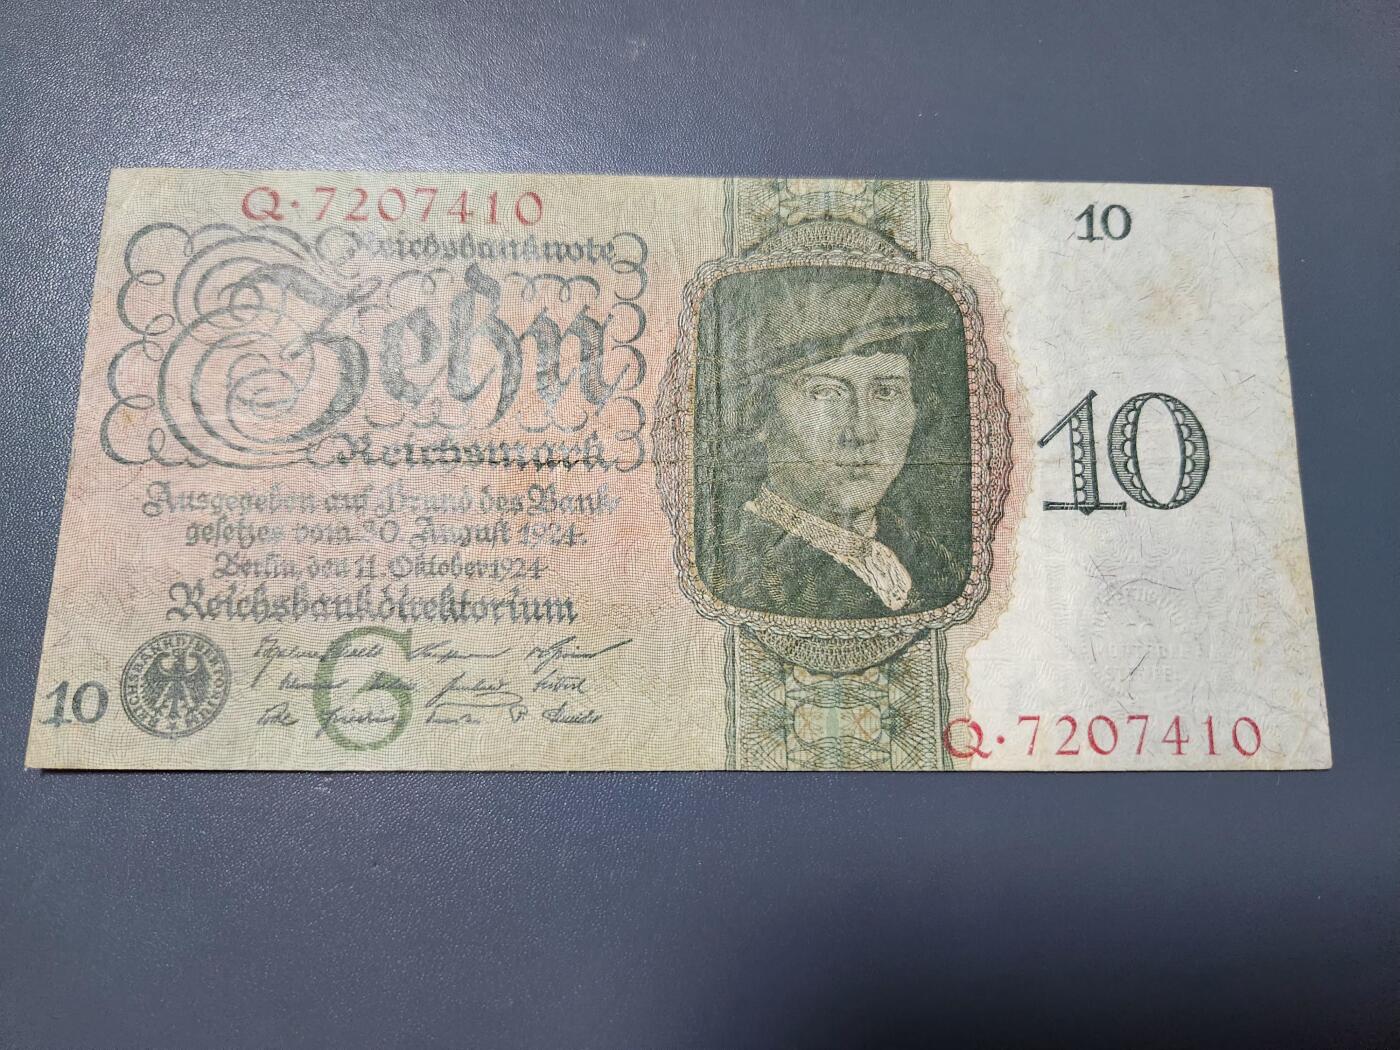 Q·7207410
Reichsbanknote
10
Zehn
Reichsmark
10
Ausgegeben auf Grund des Bank-
gesetzes vom 30. August 1924.
Berlin, den 11. Oktober 1924
Reichsbankdirektorium
10
G
Q·7207410